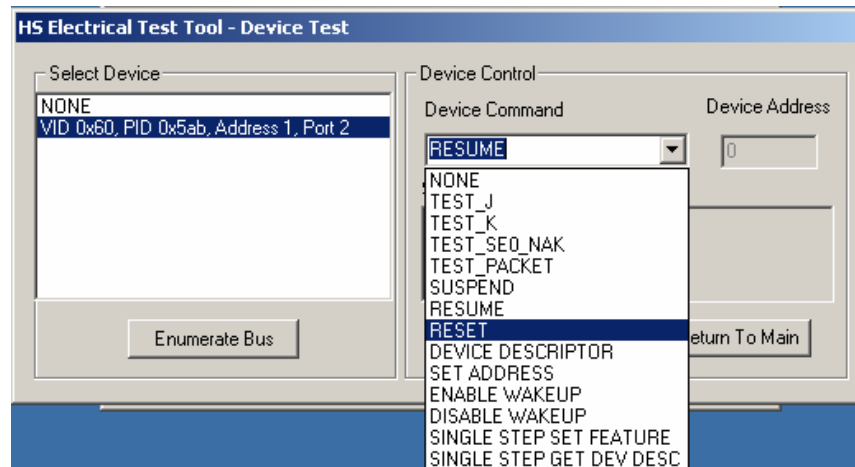 HS Electrical Test Tool - Device Test
Select Device
NONE
VID 0x60, PID 0x5ab, Address 1, Port 2
Enumerate Bus
Device Control
Device Command
Device Address
RESUME
0
NONE
TEST_J
TEST_K
TEST_SE0_NAK
TEST_PACKET
SUSPEND
RESUME
RESET
DEVICE DESCRIPTOR
SET ADDRESS
ENABLE WAKEUP
DISABLE WAKEUP
SINGLE STEP SET FEATURE
SINGLE STEP GET DEV DESC
eturn To Main